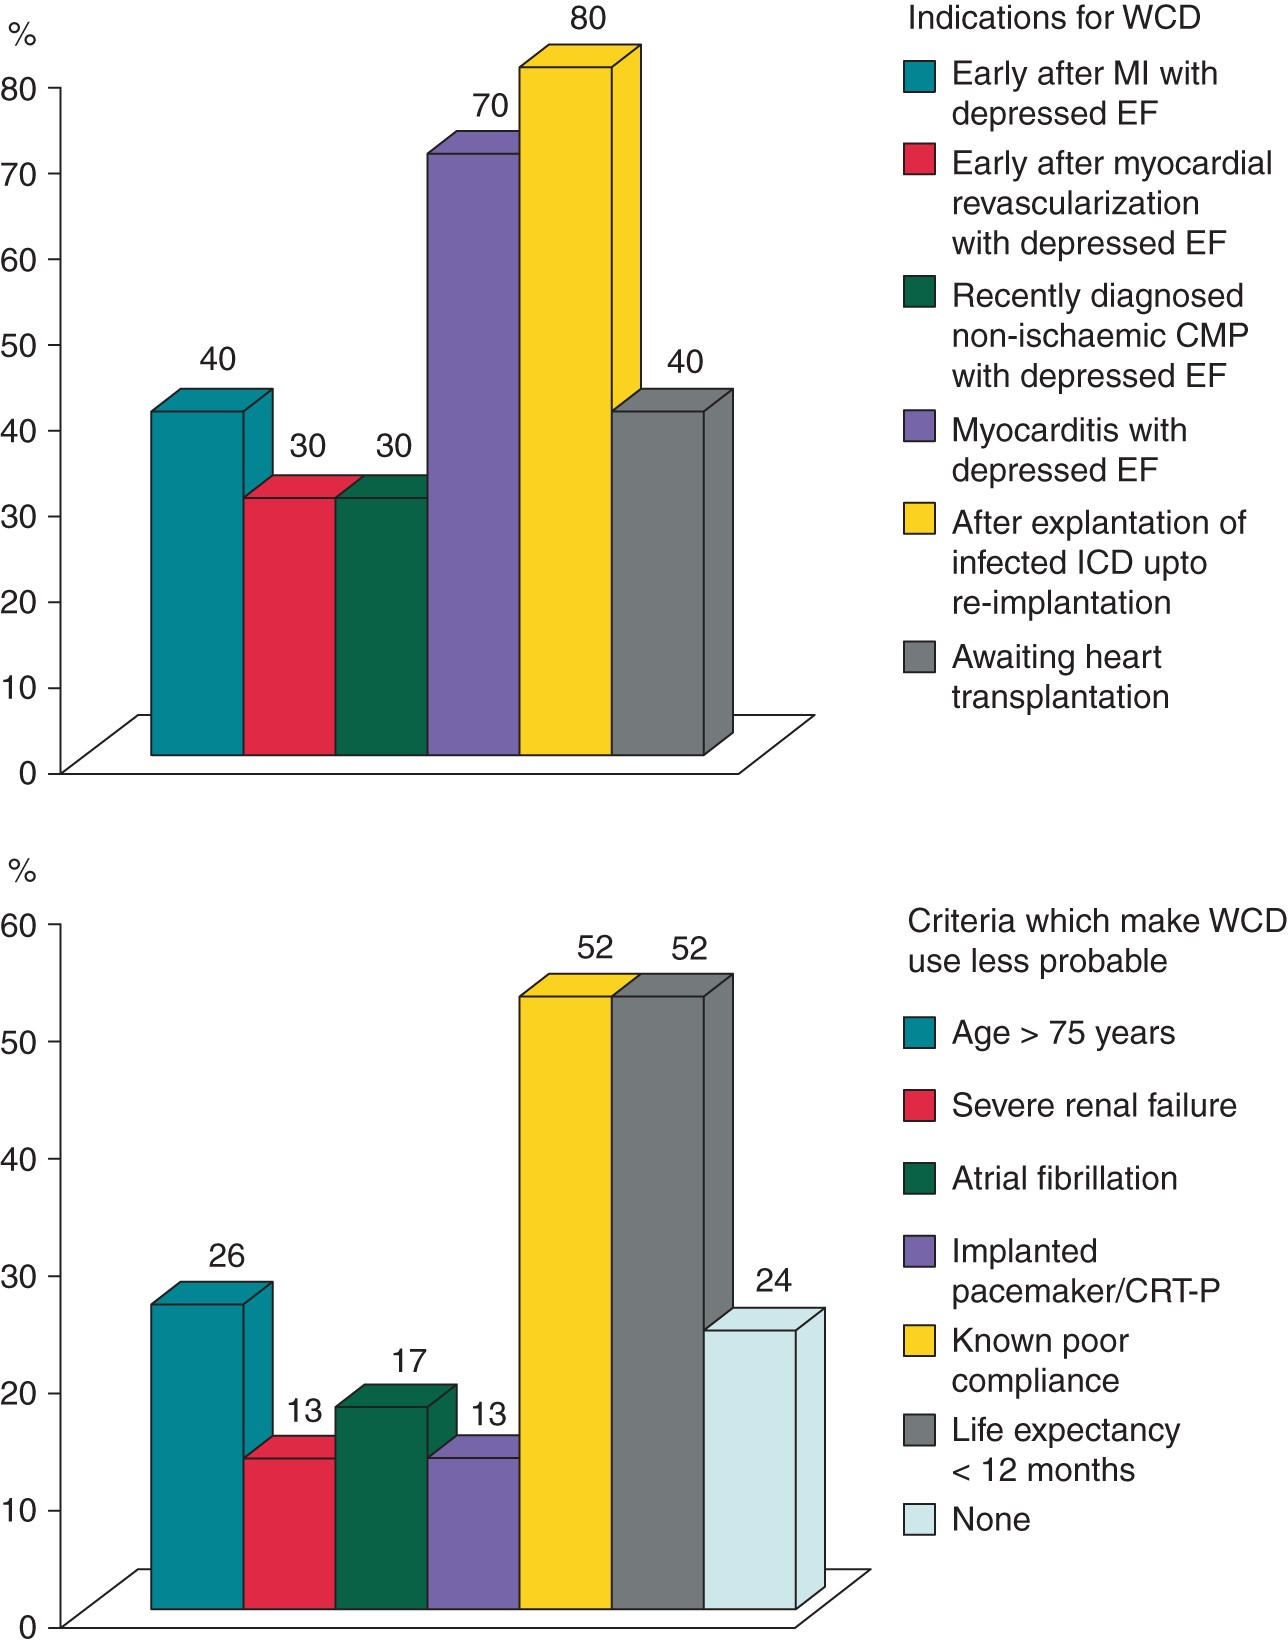 %
80
70
60
50
40
30
20
10
0
40
30
30
70
80
40
Indications for WCD
Early after MI with
depressed EF
Early after myocardial
revascularization
with depressed EF
Recently diagnosed
non-ischaemic CMP
with depressed EF
Myocarditis with
depressed EF
After explantation of
infected ICD upto
re-implantation
Awaiting heart
transplantation
%
60
50
40
30
20
10
0
26
13
17
13
52
52
24
Criteria which make WCD
use less probable
Age > 75 years
Severe renal failure
Atrial fibrillation
Implanted
pacemaker/CRT-P
Known poor
compliance
Life expectancy
< 12 months
None